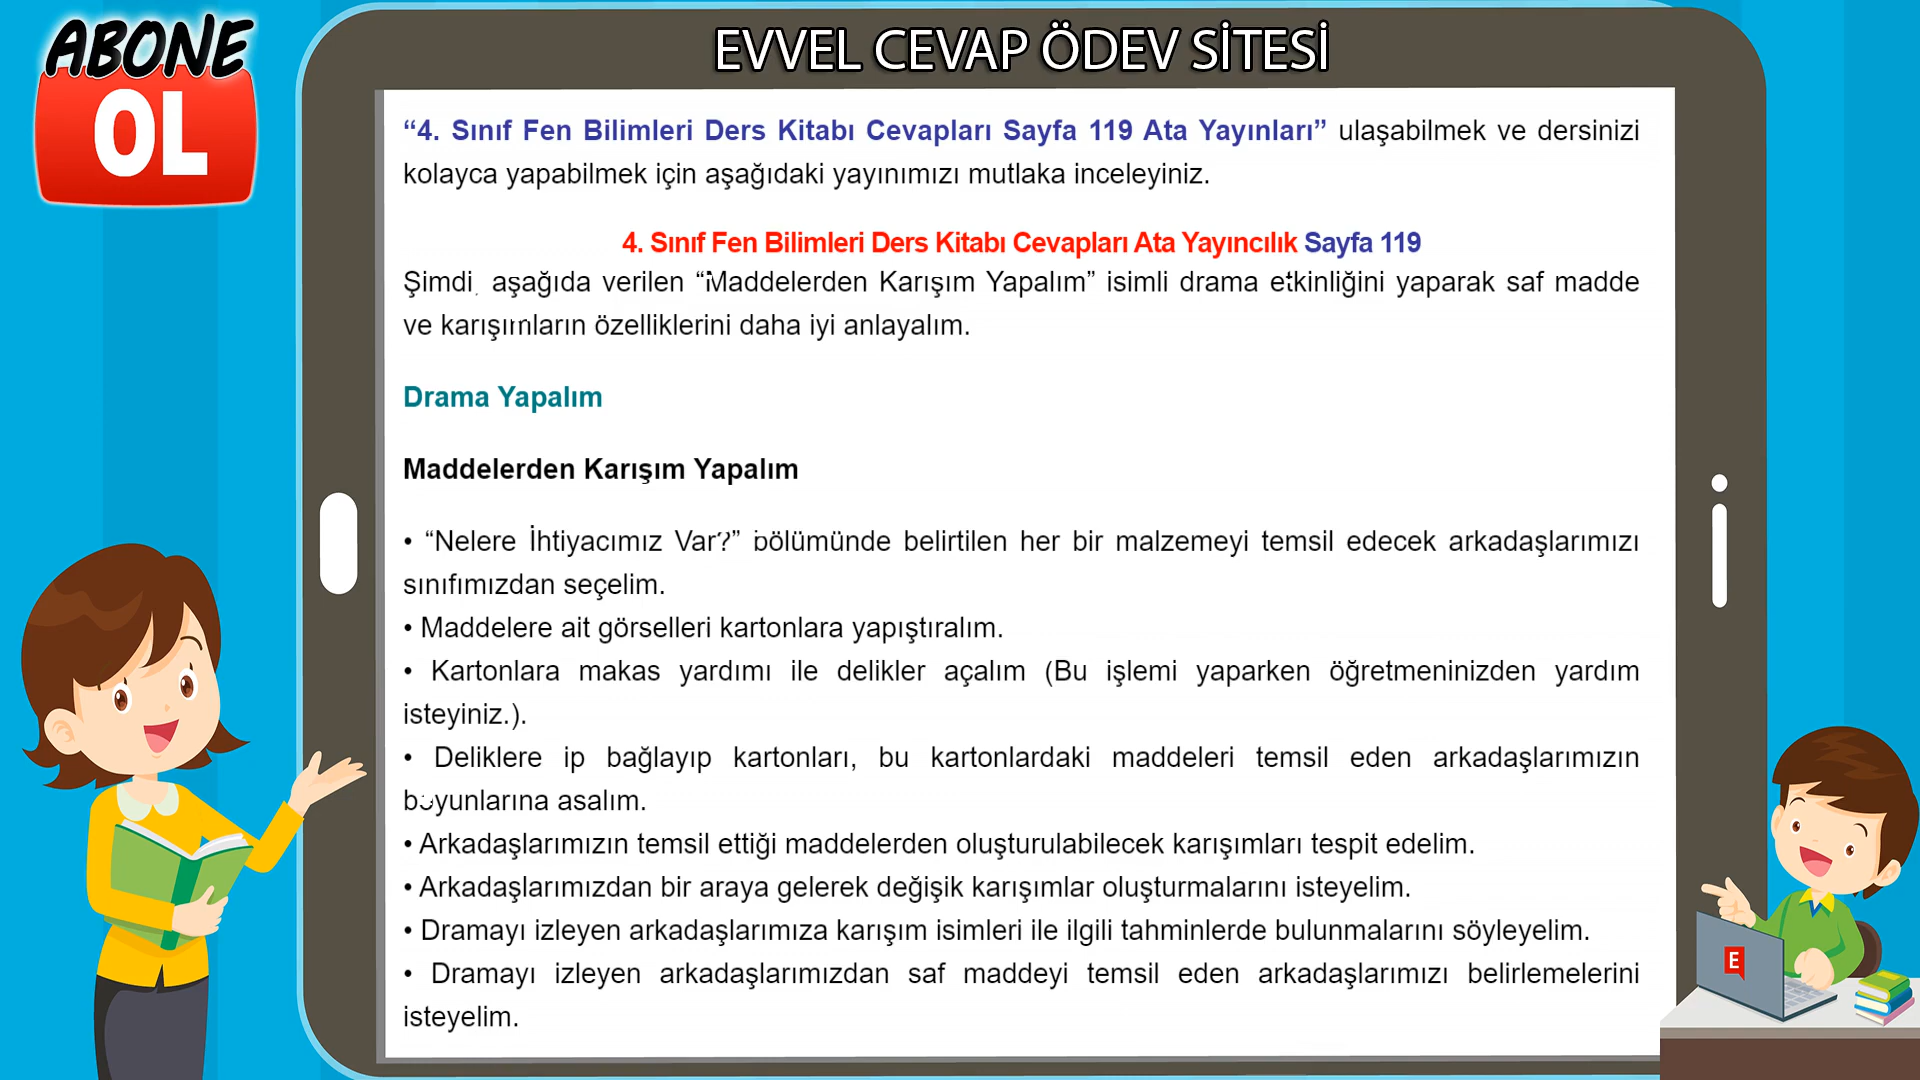 ABONE
OL
EVVEL CEVAP ÖDEV SİTESİ
“4. Sınıf Fen Bilimleri Ders Kitabı Cevapları Sayfa 119 Ata Yayınları” ulaşabilmek ve dersinizi
kolayca yapabilmek için aşağıdaki yayınımızı mutlaka inceleyiniz.
4. Sınıf Fen Bilimleri Ders Kitabı Cevapları Ata Yayıncılık Sayfa 119
Şimdi, aşağıda verilen “Maddelerden Karışım Yapalım” isimli drama etkinliğini yaparak saf madde
ve karışımların özelliklerini daha iyi anlayalım.
Drama Yapalım
Maddelerden Karışım Yapalım
• “Nelere İhtiyacımız Var?” bölümünde belirtilen her bir malzemeyi temsil edecek arkadaşlarımızı
sınıfımızdan seçelim.
• Maddelere ait görselleri kartonlara yapıştıralım.
• Kartonlara makas yardımı ile delikler açalım (Bu işlemi yaparken öğretmeninizden yardım
isteyiniz.).
• Deliklere ip bağlayıp kartonları, bu kartonlardaki maddeleri temsil eden arkadaşlarımızın
boyunlarına asalım.
• Arkadaşlarımızın temsil ettiği maddelerden oluşturulabilecek karışımları tespit edelim.
• Arkadaşlarımızdan bir araya gelerek değişik karışımlar oluşturmalarını isteyelim.
• Dramayı izleyen arkadaşlarımıza karışım isimleri ile ilgili tahminlerde bulunmalarını söyleyelim.
• Dramayı izleyen arkadaşlarımızdan saf maddeyi temsil eden arkadaşlarımızı belirlemelerini
isteyelim.
E